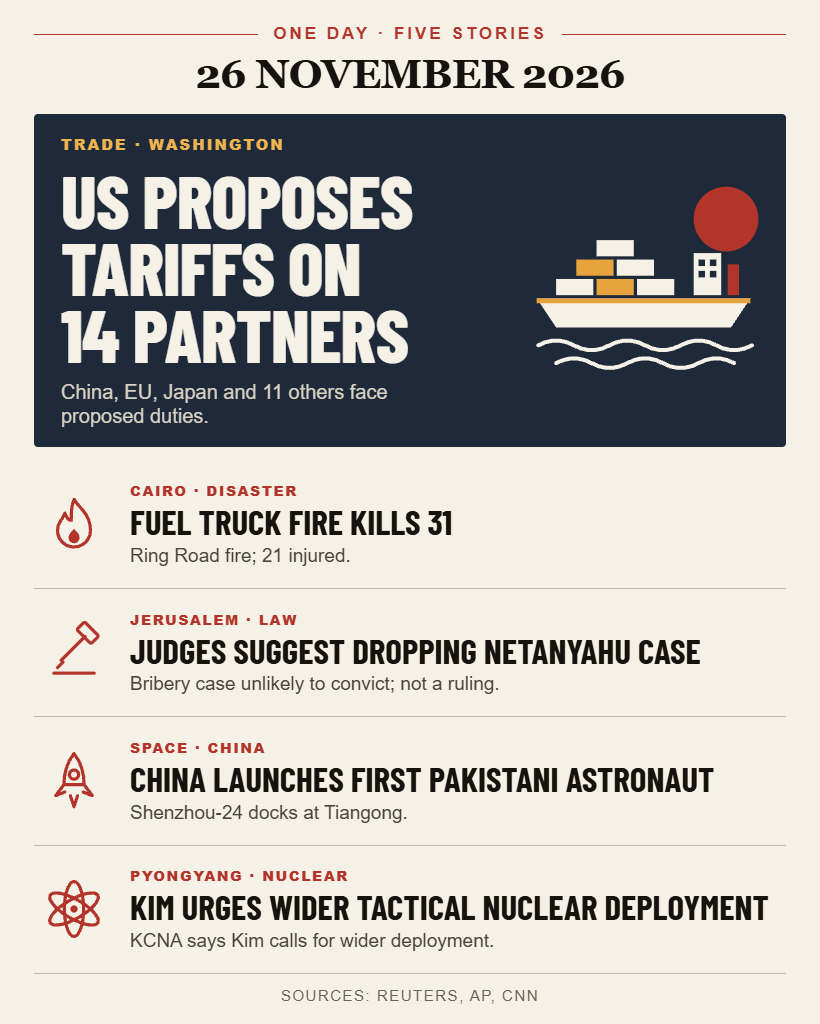 ONE DAY · FIVE STORIES
26 NOVEMBER 2026
TRADE · WASHINGTON
US PROPOSES
TARIFFS ON
14 PARTNERS
China, EU, Japan and 11 others face
proposed duties.
CAIRO · DISASTER
FUEL TRUCK FIRE KILLS 31
Ring Road fire; 21 injured.
JERUSALEM · LAW
JUDGES SUGGEST DROPPING NETANYAHU CASE
Bribery case unlikely to convict; not a ruling.
SPACE · CHINA
CHINA LAUNCHES FIRST PAKISTANI ASTRONAUT
Shenzhou-24 docks at Tiangong.
PYONGYANG · NUCLEAR
KIM URGES WIDER TACTICAL NUCLEAR DEPLOYMENT
KCNA says Kim calls for wider deployment.
SOURCES: REUTERS, AP, CNN